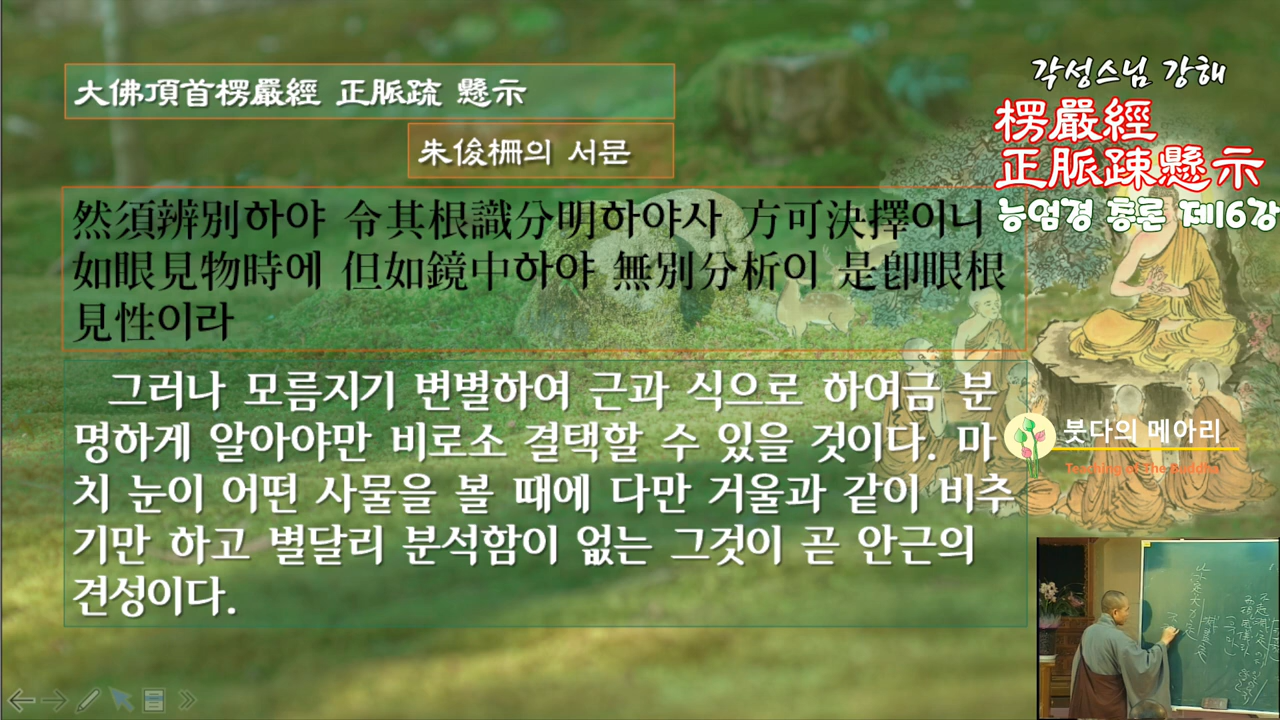 大佛頂首楞嚴經 正脈疏 懸示
朱俊柵의 서문
然須辨別하야 令其根識分明하야사 方可決擇이니
如眼見物時에 但如鏡中하야 無別分析이 是卽眼根
見性이라
그러나 모름지기 변별하여 근과 식으로 하여금 분
명하게 알아야만 비로소 결택할 수 있을 것이다. 마
치 눈이 어떤 사물을 볼 때에 다만 거울과 같이 비추
기만 하고 별달리 분석함이 없는 그것이 곧 안근의
견성이다.
각성스님 강해
楞嚴經
正脈疎懸示
능엄경 총론 제6강
붓다의 메아리
Teaching of The Buddha